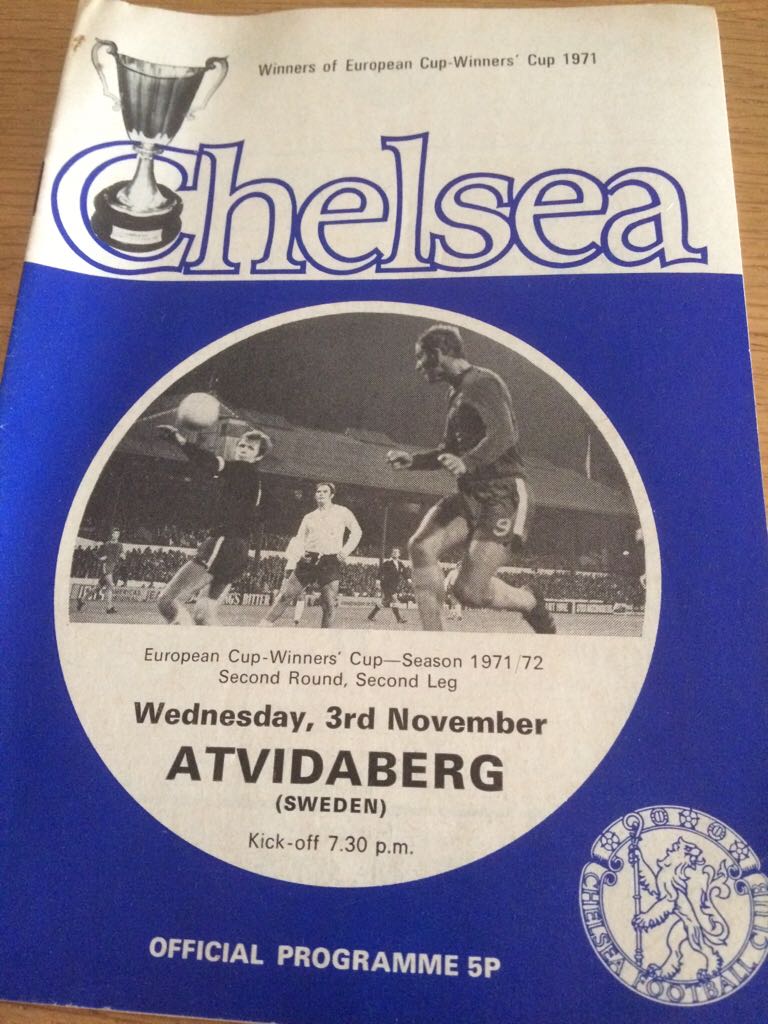 Winners of European Cup-Winners' Cup 1971
Chelsea
9
European Cup-Winners' Cup—Season 1971/72
Second Round, Second Leg
Wednesday, 3rd November
ATVIDABERG
(SWEDEN)
Kick-off 7.30 p.m.
CHELSEA FOOTBALL CLUB
OFFICIAL PROGRAMME 5P